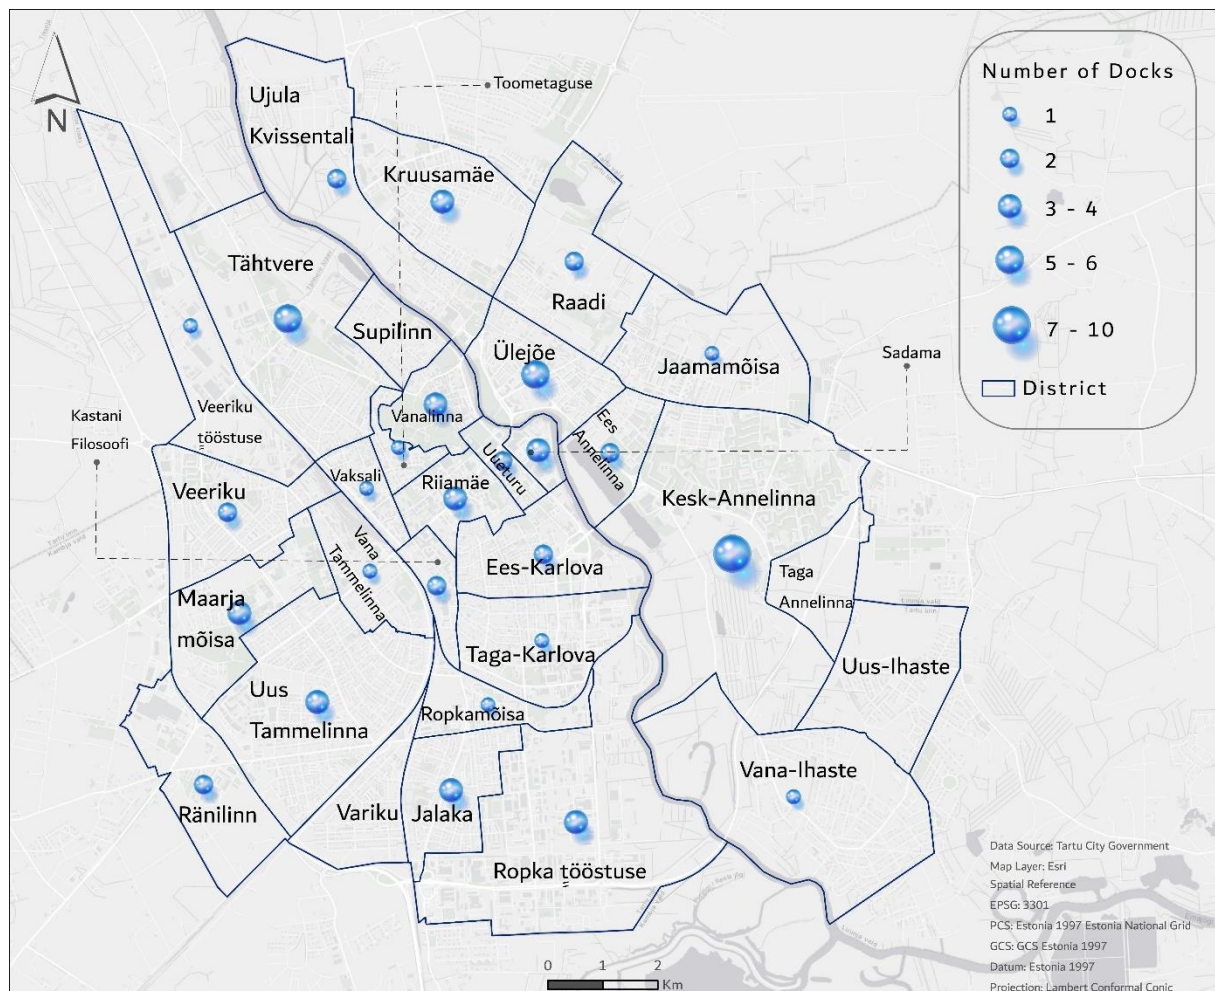 Toometaguse
Number of Docks
1
2
3 - 4
5 - 6
7 - 10
District
N
Ujula
Kvissentali
Kruusamäe
Tähtvere
Raadi
Supilinn
Ülejõe
Jaamamõisa
Sadama
Kastani
Filosoofi
Veeriku
tööstuse
Vanalinna
Ees
Annelinna
Ueturu
Vaksali
Riiamäe
Veeriku
Kesk-Annelinna
Vana
Tammelinna
Ees-Karlova
Taga
Annelinna
Maarja
mõisa
Taga-Karlova
Uus-Ihaste
Uus
Tammelinna
Ropkamõisa
Vana-Ihaste
Ränilinn
Variku
Jalaka
Ropka tööstuse
Data Source: Tartu City Government
Map Layer: Esri
Spatial Reference
EPSG: 3301
PCS: Estonia 1997 Estonia National Grid
GCS: GCS Estonia 1997
Datum: Estonia 1997
Projection: Lambert Conformal Conic
0 1 2
Km